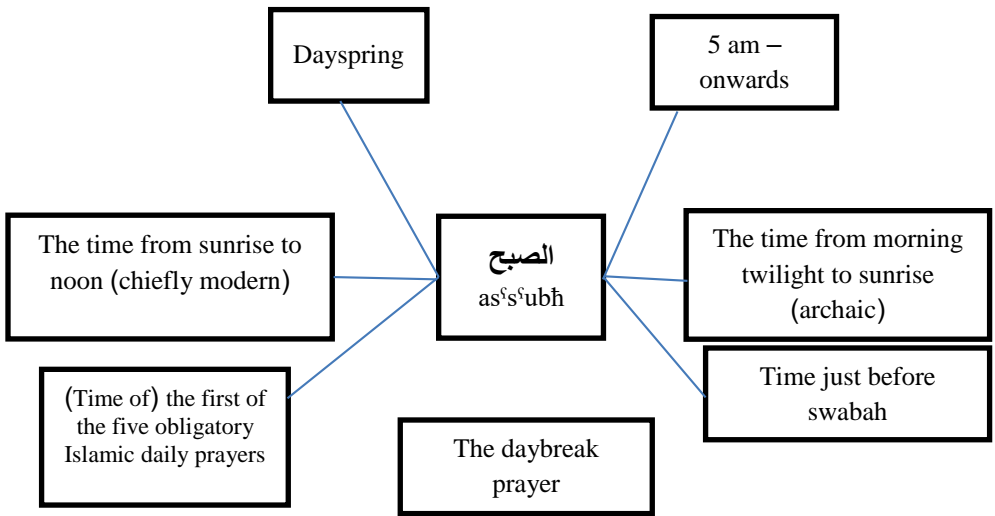 Dayspring
5 am –
onwards
The time from sunrise to
noon (chiefly modern)
الصبح
asˤsˤubħ
The time from morning
twilight to sunrise
(archaic)
(Time of) the first of
the five obligatory
Islamic daily prayers
The daybreak
prayer
Time just before
swabah